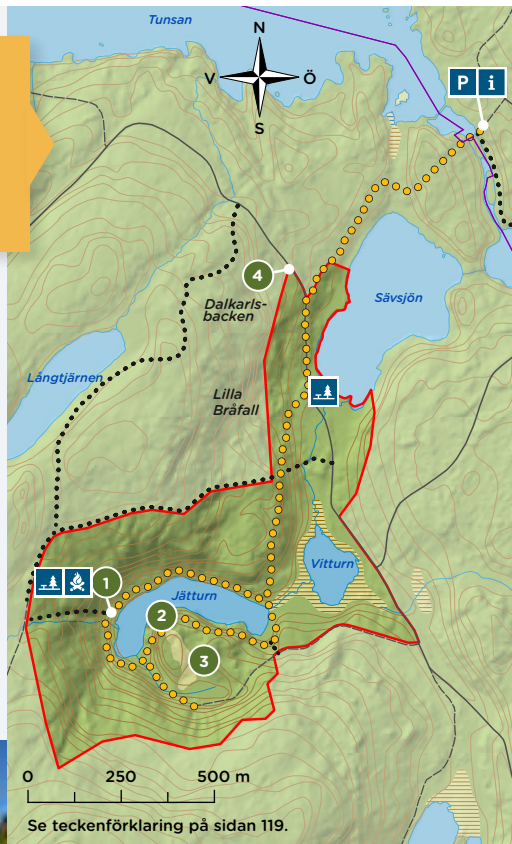 Tunsan
N
V
Ö
S
P i
4
Dalkarls-
backen
Sävsjön
Långtjärnen
Lilla
Bråfall
Vitturn
1
Jätturn
2
3
0 250 500 m
Se teckenförklaring på sidan 119.